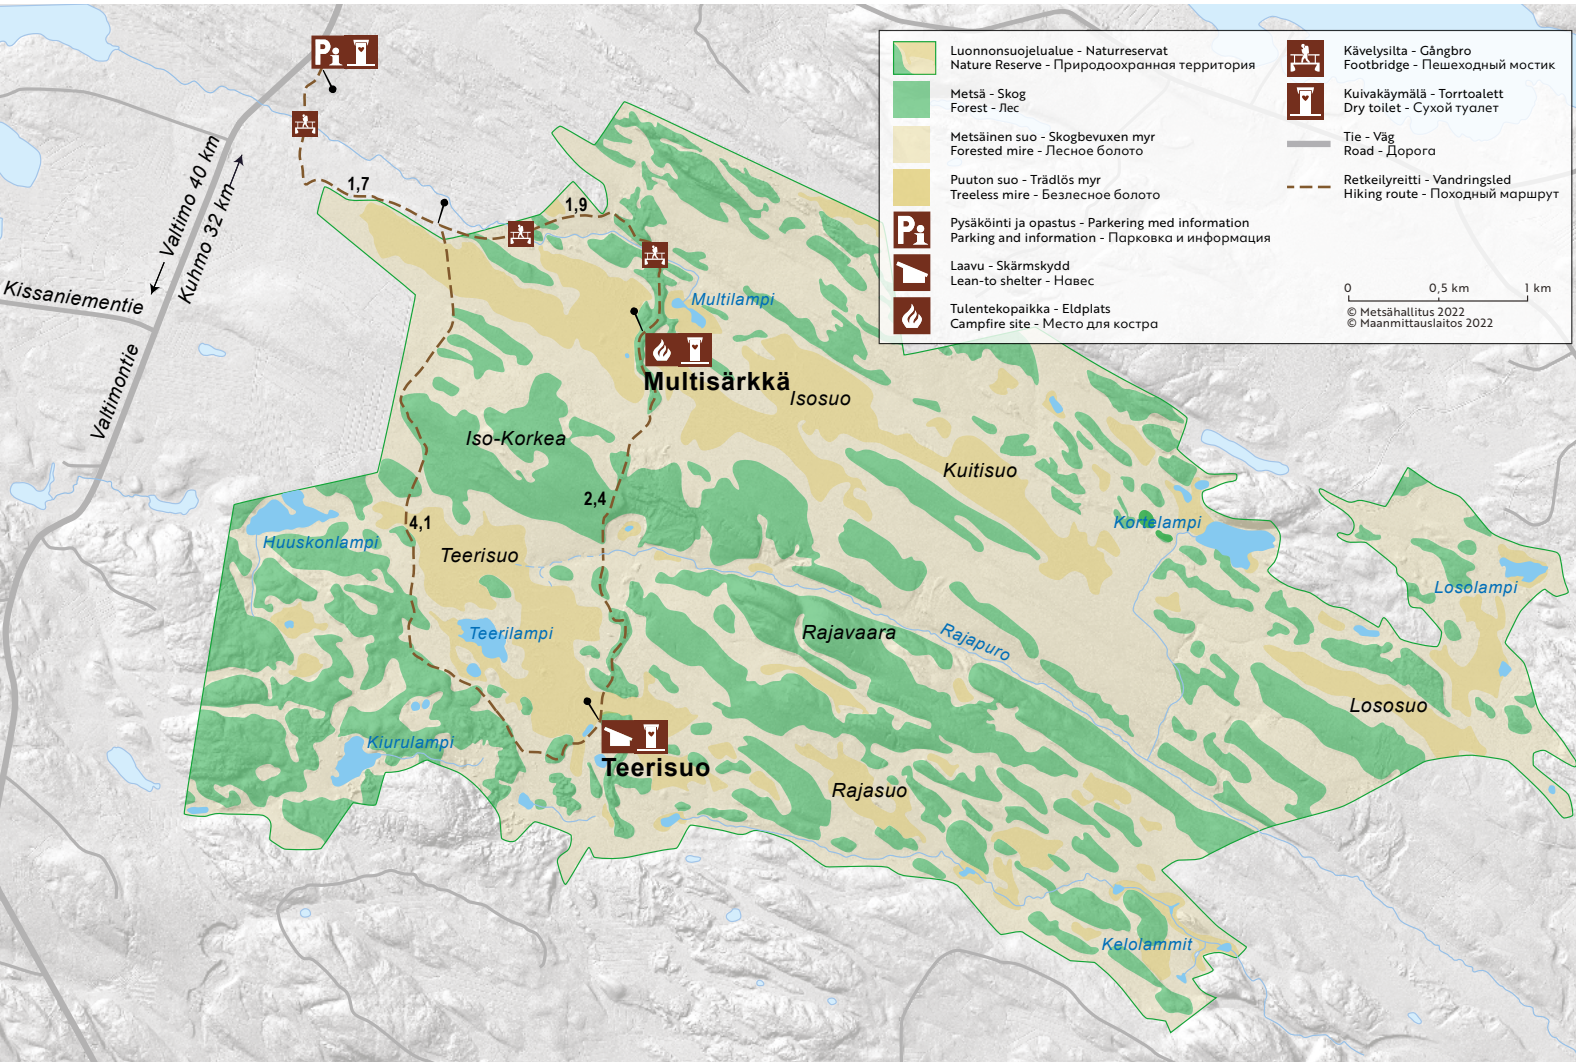 Luonnonsuojelualue - Naturreservat
Nature Reserve - Природоохранная территория
Metsä - Skog
Forest - Лес
Metsäinen suo - Skogbevuxen myr
Forested mire - Лесное болото
Puuton suo - Trädlös myr
Treeless mire - Безлесное болото
Pysäköinti ja opastus - Parkering med information
Parking and information - Парковка и информация
Laavu - Skärmskydd
Lean-to shelter - Навес
Tulentekopaikka - Eldplats
Campfire site - Место для костра
Kävelysilta - Gångbro
Footbridge - Пешеходный мостик
Kuivakäymälä - Torrtoalett
Dry toilet - Сухой туалет
Tie - Väg
Road - Дорога
Retkeilyreitti - Vandringsled
Hiking route - Походный маршрут
0 0,5 km 1 km
© Metsähallitus 2022
© Maanmittauslaitos 2022
Pi
Pi
Valtimo 40 km
Kuhmo 32 km
Kissaniementie
Valtimontie
1,7
1,9
Multilampi
Multisärkkä
Isosuo
Iso-Korkea
Kuitisuo
2,4
4,1
Kortelampi
Huuskonlampi
Teerisuo
Losolampi
Teerilampi
Rajavaara
Rajapuro
Lososuo
Kiurulampi
Teerisuo
Rajasuo
Kelolammit